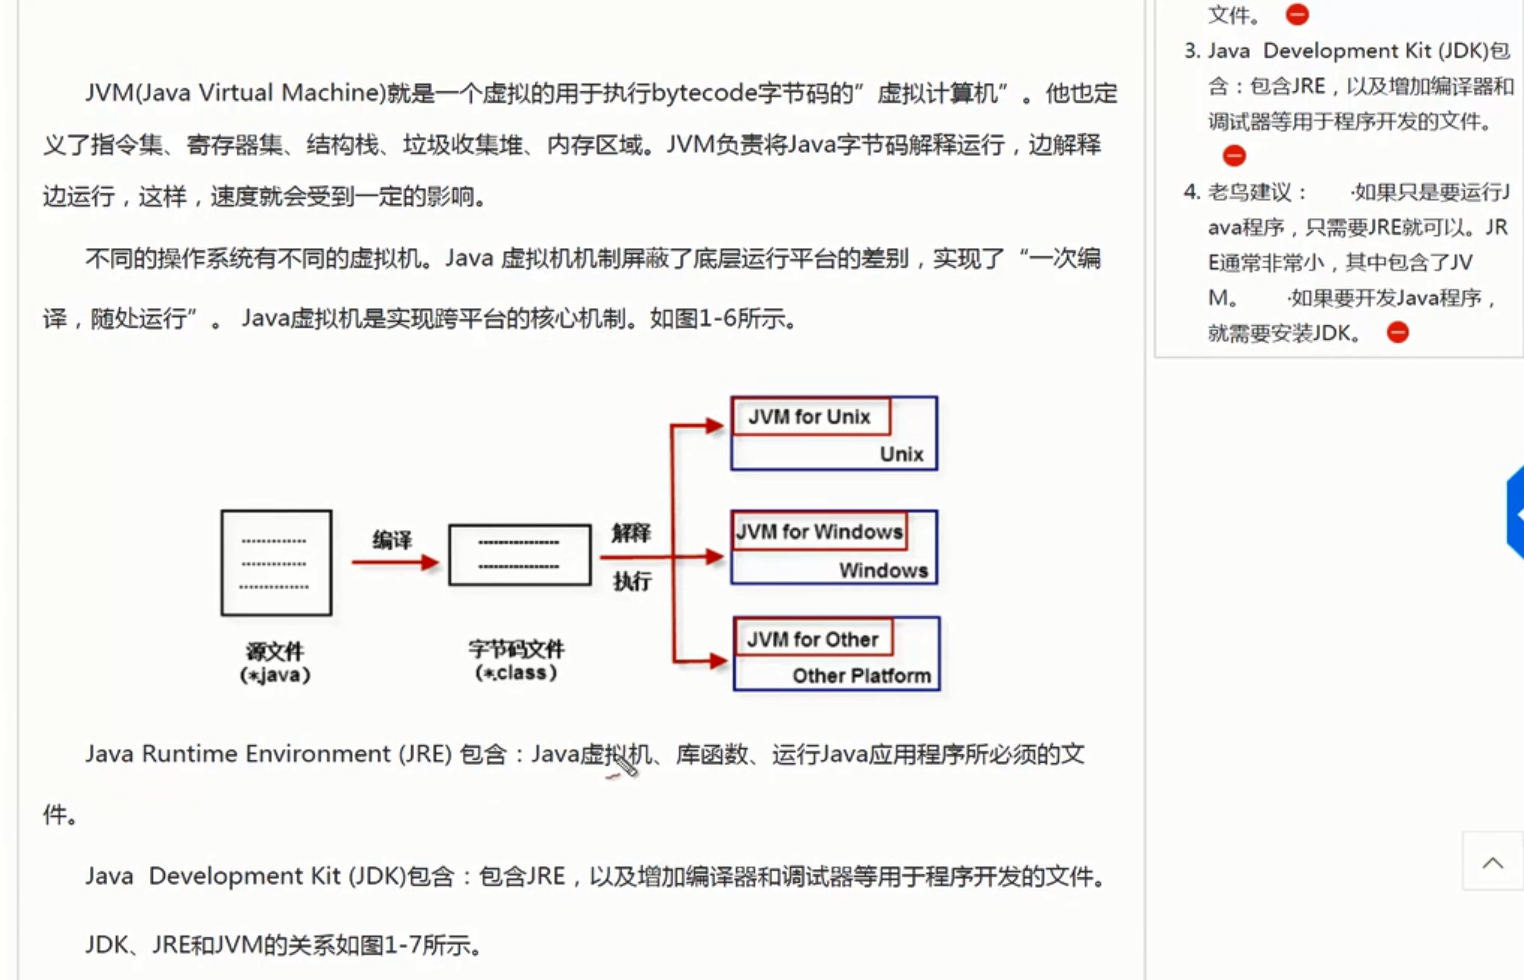 JVM(Java Virtual Machine)就是一个虚拟的用于执行bytecode字节码的”虚拟计算机”。他也定
义了指令集、寄存器集、结构栈、垃圾收集堆、内存区域。JVM负责将Java字节码解释运行，边解释
边运行，这样，速度就会受到一定的影响。
不同的操作系统有不同的虚拟机。Java 虚拟机机制屏蔽了底层运行平台的差别，实现了“一次编
译，随处运行”。 Java虚拟机是实现跨平台的核心机制。如图1-6所示。
编译
解释
执行
源文件
(*.java)
字节码文件
(*.class)
JVM for Unix
Unix
JVM for Windows
Windows
JVM for Other
Other Platform
Java Runtime Environment (JRE) 包含：Java虚拟机、库函数、运行Java应用程序所必须的文
件。
Java  Development Kit (JDK)包含：包含JRE，以及增加编译器和调试器等用于程序开发的文件。
JDK、JRE和JVM的关系如图1-7所示。
文件。
3. Java  Development Kit (JDK)包
含：包含JRE，以及增加编译器和
调试器等用于程序开发的文件。
4. 老鸟建议：  ·如果只是要运行J
ava程序，只需要JRE就可以。JR
E通常非常小，其中包含了JV
M。  ·如果要开发Java程序，
就需要安装JDK。